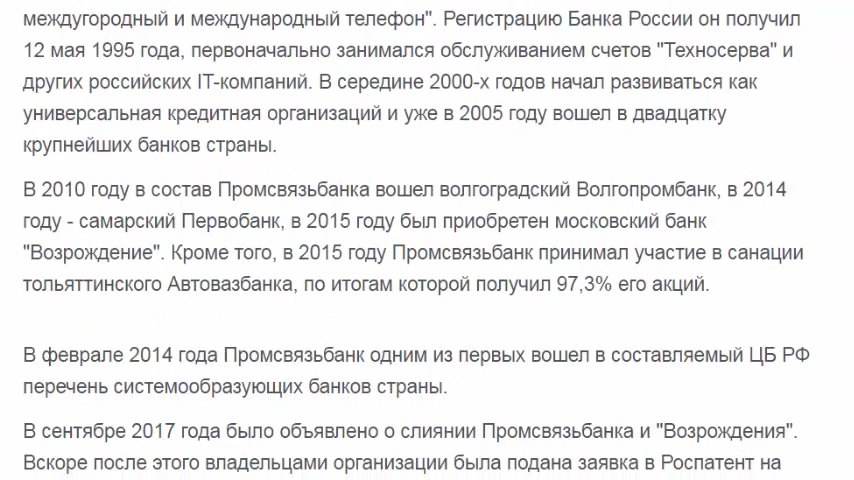 междугородный и международный телефон". Регистрацию Банка России он получил
12 мая 1995 года, первоначально занимался обслуживанием счетов "Техносерва" и
других российских IT-компаний. В середине 2000-х годов начал развиваться как
универсальная кредитная организаций и уже в 2005 году вошел в двадцатку
крупнейших банков страны.
В 2010 году в состав Промсвязьбанка вошел волгоградский Волгопромбанк, в 2014
году - самарский Первобанк, в 2015 году был приобретен московский банк
"Возрождение". Кроме того, в 2015 году Промсвязьбанк принимал участие в санации
тольяттинского Автовазбанка, по итогам которой получил 97,3% его акций.
В феврале 2014 года Промсвязьбанк одним из первых вошел в составляемый ЦБ РФ
перечень системообразующих банков страны.
В сентябре 2017 года было объявлено о слиянии Промсвязьбанка и "Возрождения".
Вскоре после этого владельцами организации была подана заявка в Роспатент на